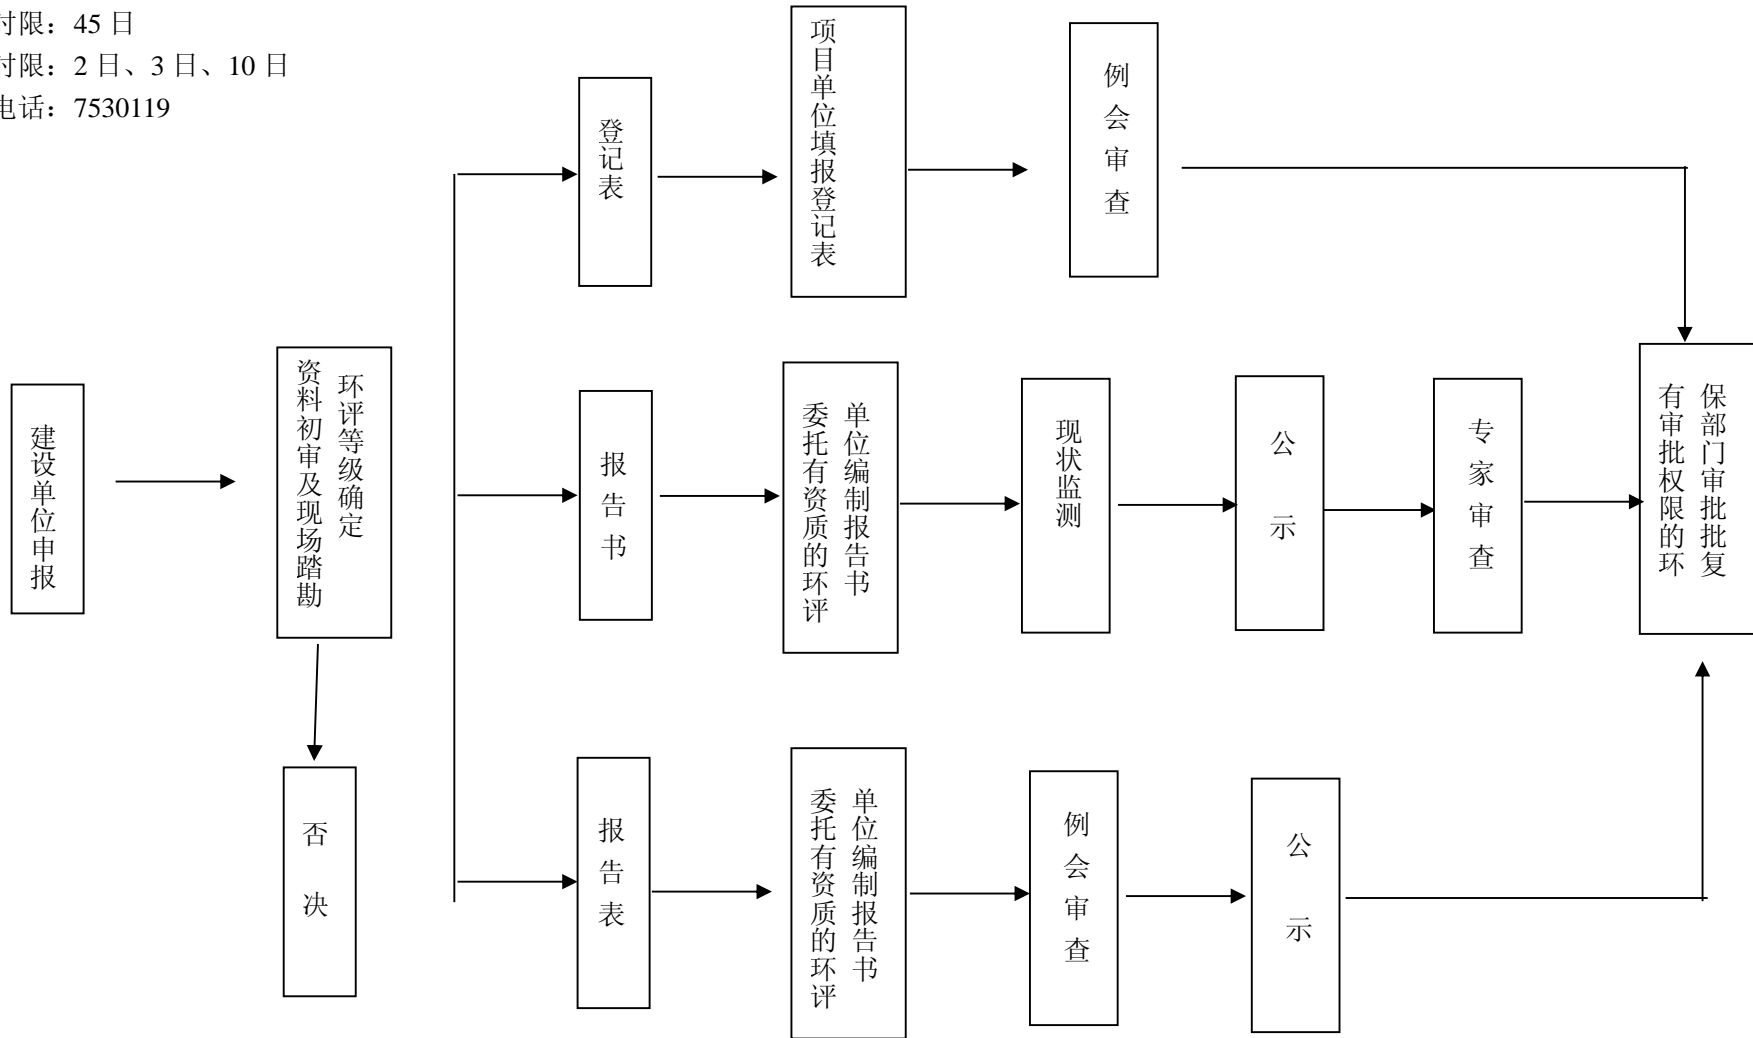 时限：45 日
时限：2 日、3 日、10 日
电话：7530119
建设单位申报
资料初审及现场踏勘
环评等级确定
否决
登记表
项目单位填报登记表
例会审查
报告书
委托有资质的环评
单位编制报告书
现状监测
公示
专家审查
有审批权限的环
保部门审批批复
报告表
委托有资质的环评
单位编制报告书
例会审查
公示